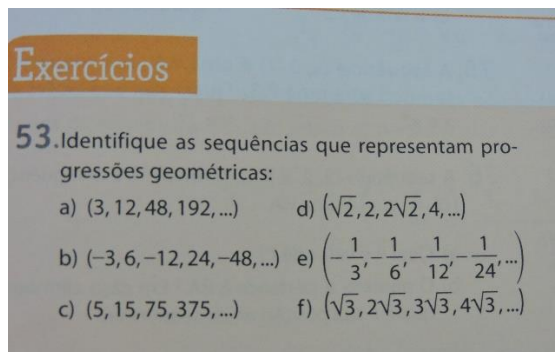 Exercícios
53.Identifique as sequências que representam pro-
gressões geométricas:
a) (3, 12, 48, 192, ...)
b) (−3, 6, −12, 24, −48, ...)
c) (5, 15, 75, 375, ...)
d) (√2, 2, 2√2, 4, ...)
e) (−1/3, −1/6, −1/12, −1/24, ...)
f) (√3, 2√3, 3√3, 4√3, ...)